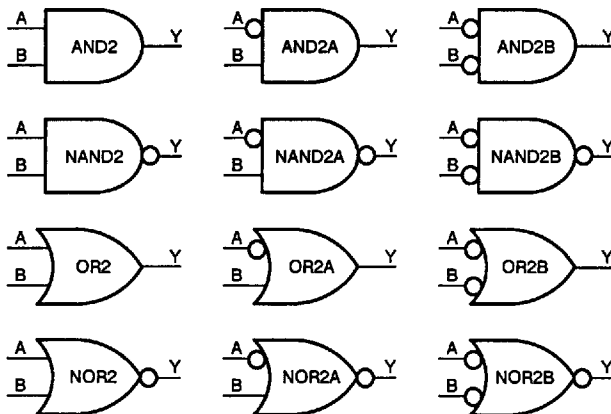 A AND2 Y A AND2A Y A AND2B Y
B B B
A NAND2 Y A NAND2A Y A NAND2B Y
B B B
A OR2 Y A OR2A Y A OR2B Y
B B B
A NOR2 Y A NOR2A Y A NOR2B Y
B B B